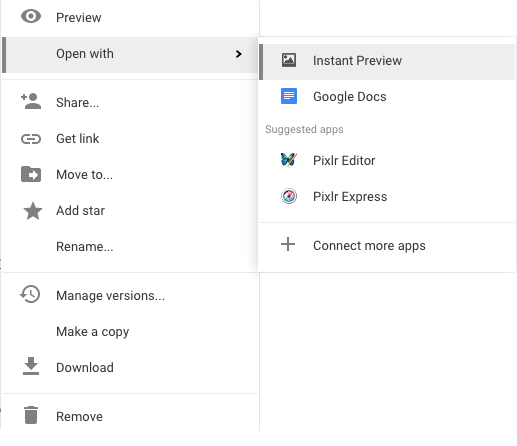 Preview
Open with
Share...
Get link
Move to...
Add star
Rename...
Manage versions...
Make a copy
Download
Remove
Instant Preview
Google Docs
Suggested apps
Pixlr Editor
Pixlr Express
Connect more apps